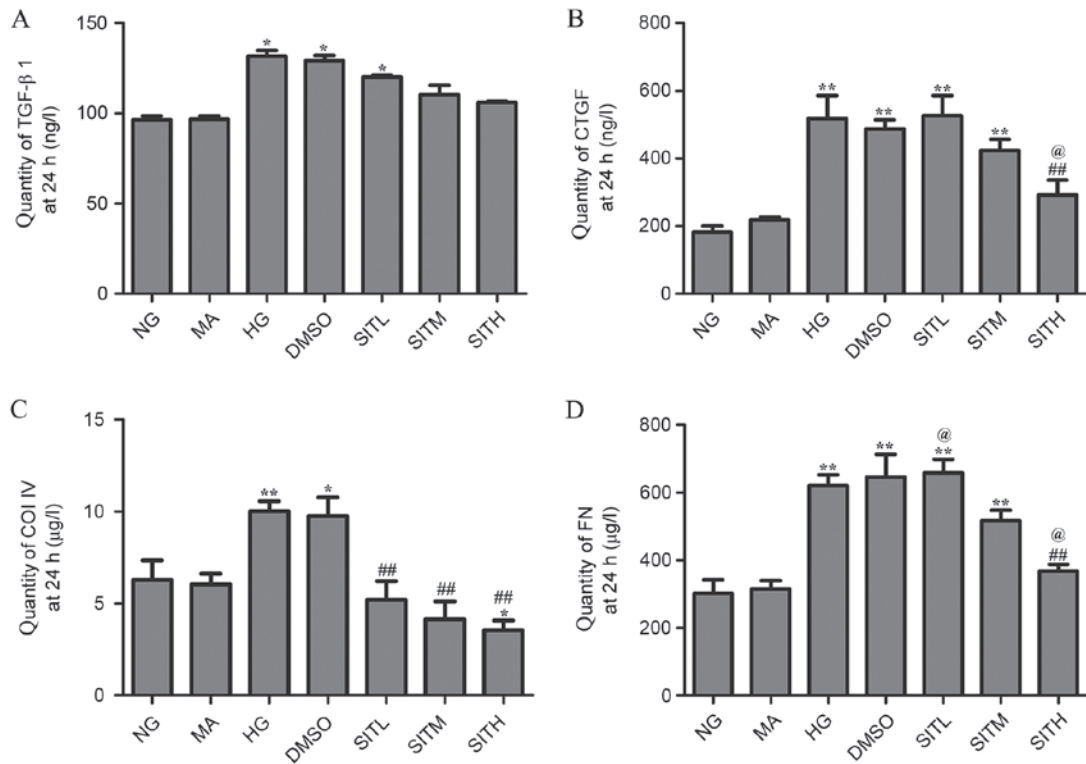 A
Quantity of TGF-β 1
at 24 h (ng/l)
150
100
50
0
*
*
*
NG
MA
HG
DMSO
SITL
SITM
SITH
B
Quantity of CTGF
at 24 h (ng/l)
800
600
400
200
0
**
**
**
**
@
##
NG
MA
HG
DMSO
SITL
SITM
SITH
C
Quantity of COI IV
at 24 h (μg/l)
15
10
5
0
**
*
##
##
##
*
NG
MA
HG
DMSO
SITL
SITM
SITH
D
Quantity of FN
at 24 h (μg/l)
800
600
400
200
0
**
**
@
**
**
@
##
NG
MA
HG
DMSO
SITL
SITM
SITH